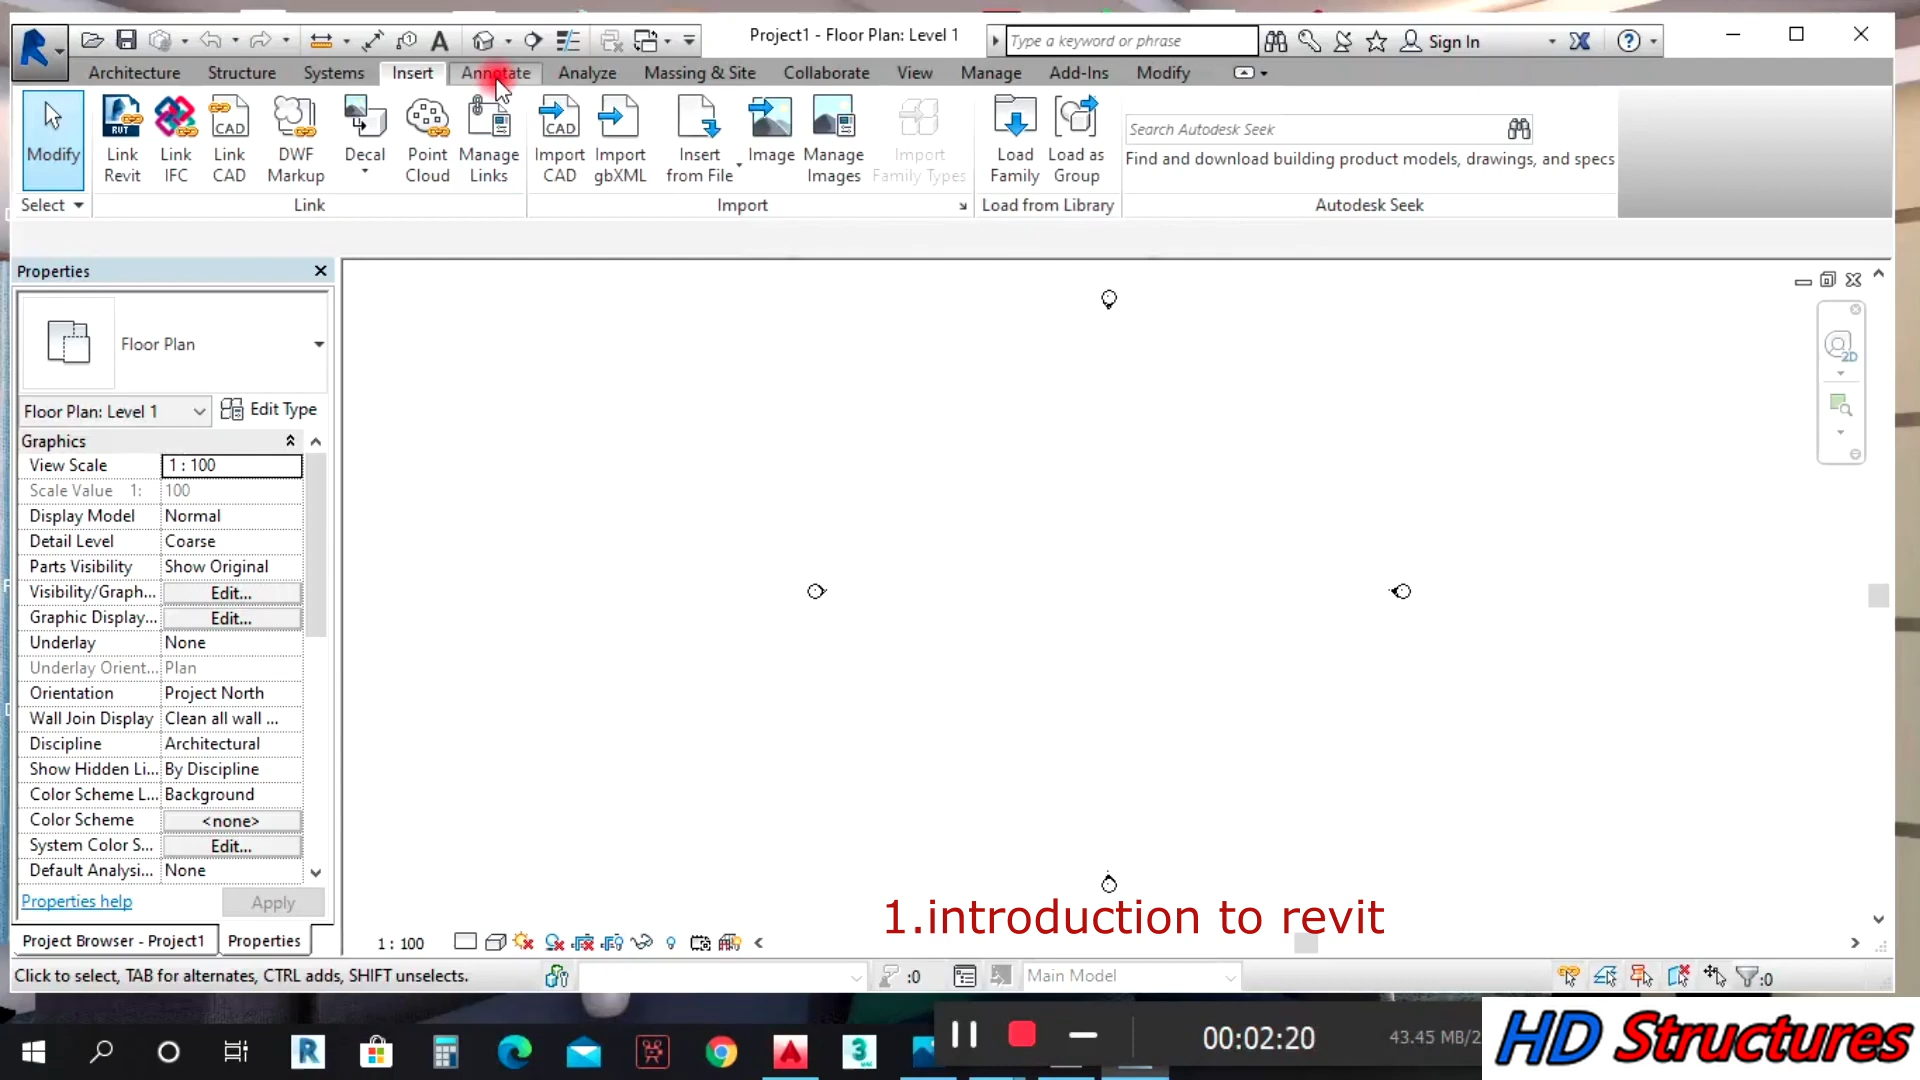 Project1 - Floor Plan: Level 1
Type a keyword or phrase
Sign In
Architecture Structure Systems Insert Annotate Analyze Massing & Site Collaborate View Manage Add-Ins Modify
Modify
Link Revit
Link IFC
Link CAD
DWF Markup
Decal
Point Cloud
Manage Links
Import CAD
Import gbXML
Insert from File
Image
Manage Images
Import Family Types
Load Family
Load as Group
Search Autodesk Seek
Find and download building product models, drawings, and specs
Select
Link
Import
Load from Library
Autodesk Seek
Properties
Floor Plan
Floor Plan: Level 1
Edit Type
Graphics
View Scale 1 : 100
Scale Value 1: 100
Display Model Normal
Detail Level Coarse
Parts Visibility Show Original
Visibility/Graph... Edit...
Graphic Display... Edit...
Underlay None
Underlay Orient... Plan
Orientation Project North
Wall Join Display Clean all wall ...
Discipline Architectural
Show Hidden Li... By Discipline
Color Scheme L... Background
Color Scheme <none>
System Color S... Edit...
Default Analysi... None
Properties help
Apply
Project Browser - Project1
Properties
1 : 100
2D
1.introduction to revit
Click to select, TAB for alternates, CTRL adds, SHIFT unselects.
:0
Main Model
:0
00:02:20
43.45 MB/2
HD Structures